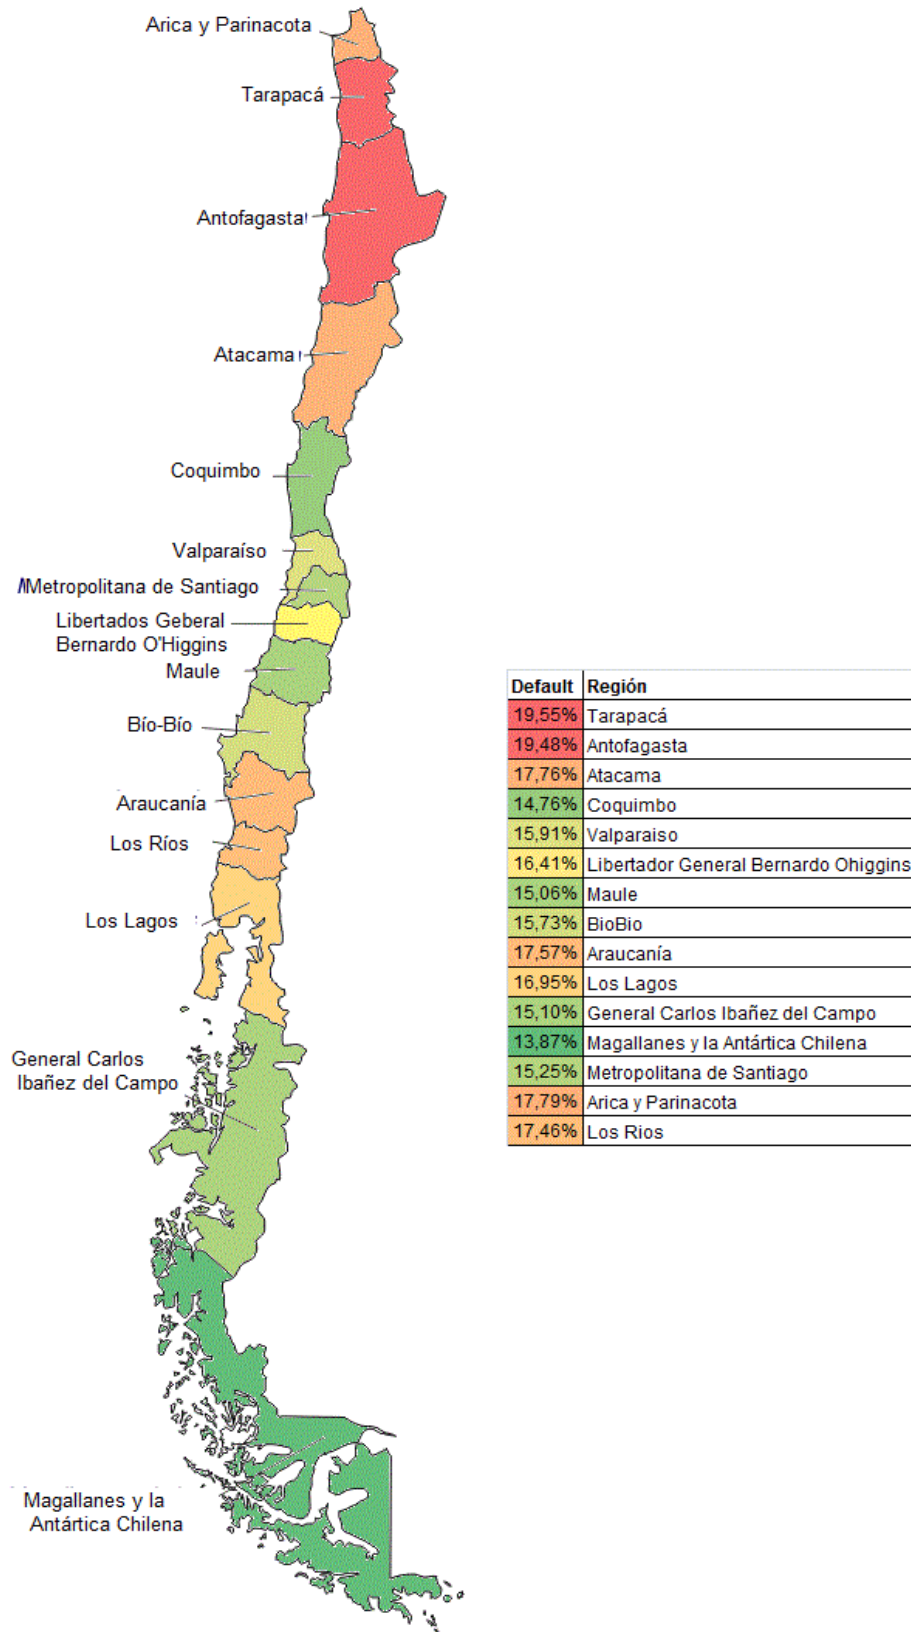 Arica y Parinacota
Tarapacá
Antofagasta
Atacama
Coquimbo
Valparaíso
Metropolitana de Santiago
Libertados Geberal
Bernardo O'Higgins
Maule
Bío-Bío
Araucanía
Los Ríos
Los Lagos
General Carlos
Ibañez del Campo
Magallanes y la
Antártica Chilena
Default Región
19,55% Tarapacá
19,48% Antofagasta
17,76% Atacama
14,76% Coquimbo
15,91% Valparaiso
16,41% Libertador General Bernardo Ohiggins
15,06% Maule
15,73% BioBio
17,57% Araucanía
16,95% Los Lagos
15,10% General Carlos Ibañez del Campo
13,87% Magallanes y la Antártica Chilena
15,25% Metropolitana de Santiago
17,79% Arica y Parinacota
17,46% Los Rios